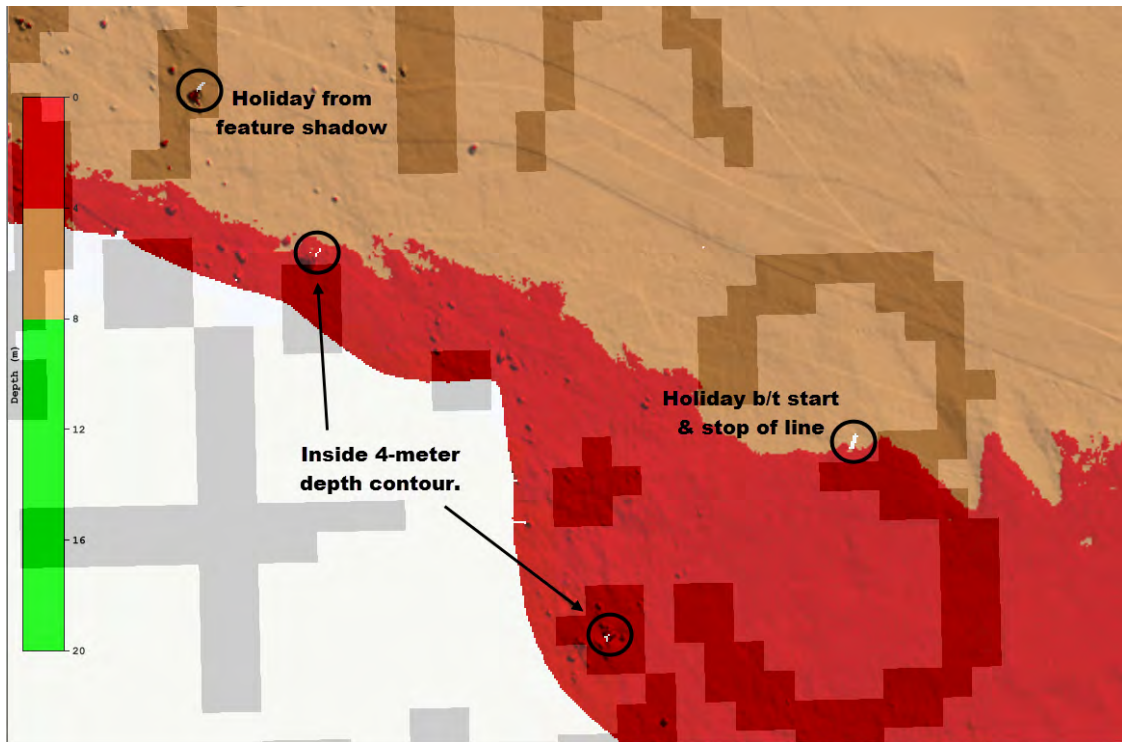 Holiday from
feature shadow
0
8
12
16
20
Depth (m)
Holiday b/t start
& stop of line
Inside 4-meter
depth contour.